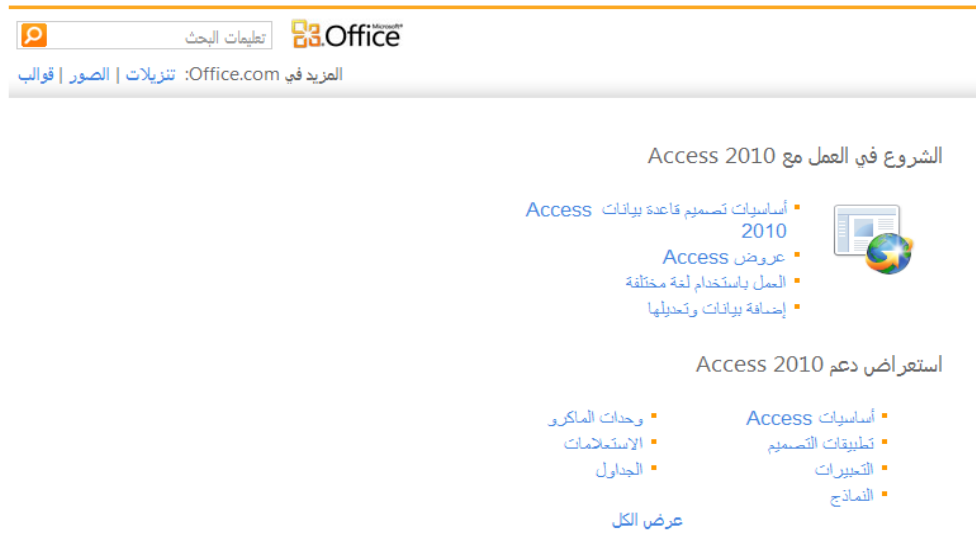 Microsoft Office
تعليمات البحث
المزيد في Office.com: تنزيلات | الصور | قوالب
الشروع في العمل مع Access 2010
أساسيات تصميم قاعدة بيانات Access
2010
عروض Access
العمل باستخدام لغة مختلفة
إضافة بيانات وتعديلها
استعراض دعم Access 2010
أساسيات Access
تطبيقات التصميم
التعبيرات
النماذج
وحدات الماكرو
الاستعلامات
الجداول
عرض الكل